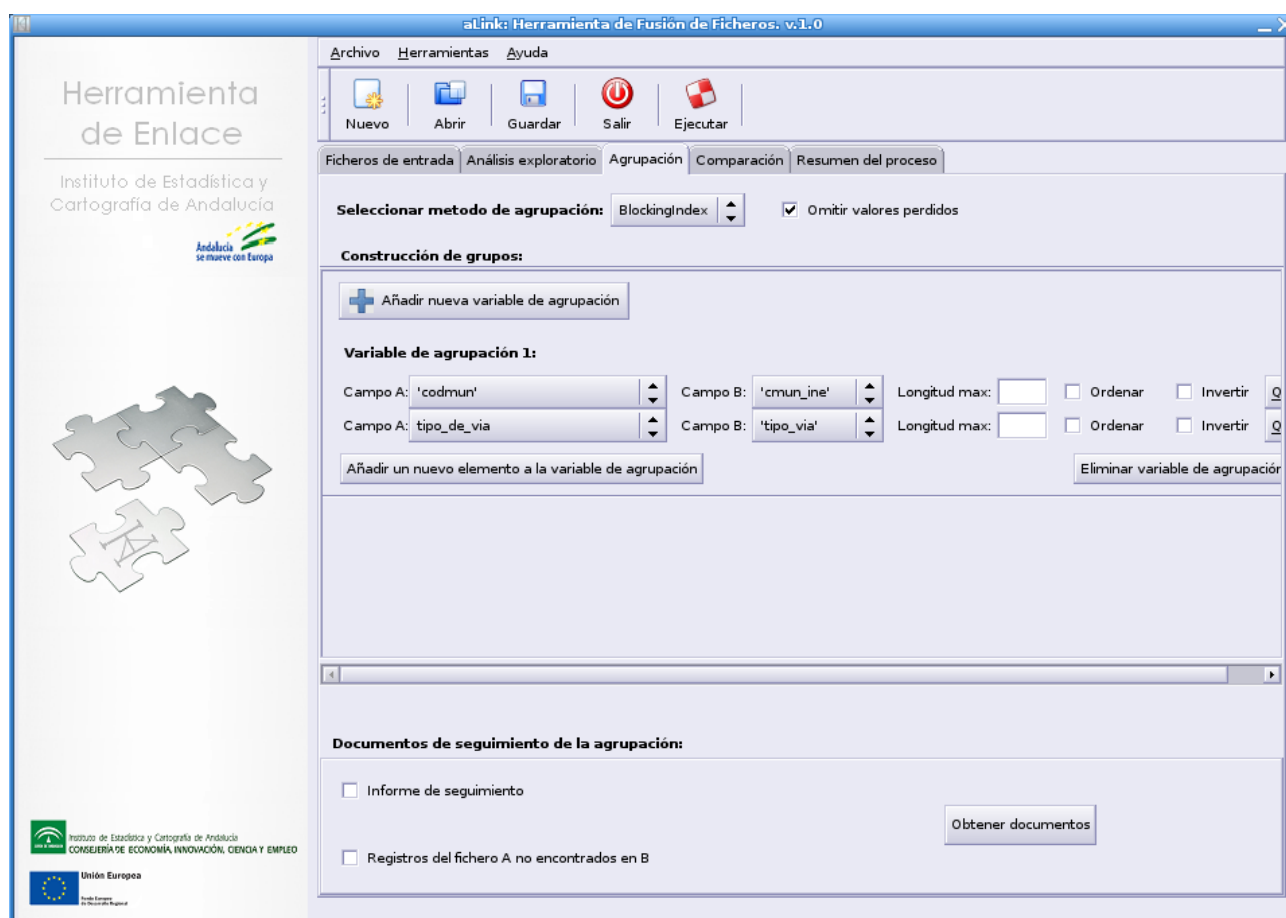 aLink: Herramienta de Fusión de Ficheros. v.1.0
Herramienta
de Enlace
Instituto de Estadística y
Cartografía de Andalucía
Andalucía
se mueve con Europa
Archivo Herramientas Ayuda
Nuevo Abrir Guardar Salir Ejecutar
Ficheros de entrada Análisis exploratorio Agrupación Comparación Resumen del proceso
Seleccionar metodo de agrupación: BlockingIndex Omitir valores perdidos
Construcción de grupos:
Añadir nueva variable de agrupación
Variable de agrupación 1:
Campo A: 'codmun' Campo B: 'cmun_ine' Longitud max: Ordenar Invertir Q
Campo A: tipo_de_via Campo B: 'tipo_via' Longitud max: Ordenar Invertir Q
Añadir un nuevo elemento a la variable de agrupación Eliminar variable de agrupación
Documentos de seguimiento de la agrupación:
Informe de seguimiento
Obtener documentos
Registros del fichero A no encontrados en B
Instituto de Estadística y Cartografía de Andalucía
CONSEJERÍA DE ECONOMÍA, INNOVACIÓN, CIENCIA Y EMPLEO
Unión Europea
Fondo Europeo
de Desarrollo Regional